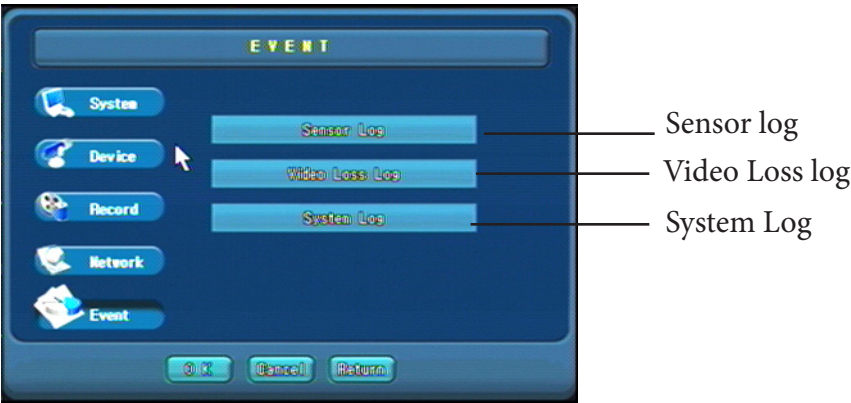 EVENT
System
Device
Record
Network
Event
Sensor Log
Video Loss Log
System Log
OK Cancel Return
Sensor log
Video Loss log
System Log